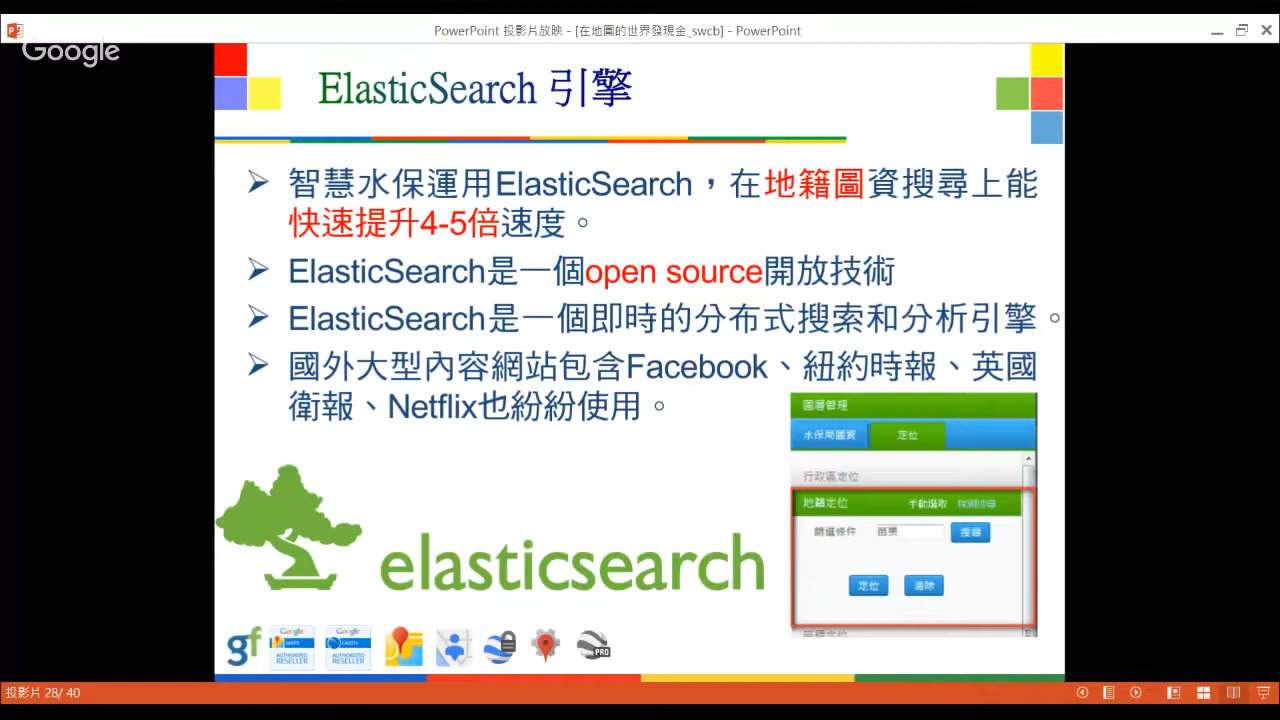 PowerPoint 投影片放映 - [在地圖的世界發現金_swcb] - PowerPoint
Google
ElasticSearch 引擎
智慧水保運用ElasticSearch，在地籍圖資搜尋上能
快速提升4-5倍速度。
ElasticSearch是一個open source開放技術
ElasticSearch是一個即時的分布式搜索和分析引擎。
國外大型內容網站包含Facebook、紐約時報、英國
衛報、Netflix也紛紛使用。
圖層管理
水保局圖資 定位
行政區定位
地籍定位 手動選取
篩選條件 苗栗 搜尋
定位 清除
elasticsearch
gf
Google MAPS AUTHORIZED RESELLER
Google EARTH AUTHORIZED RESELLER
PRO
投影片 28/ 40